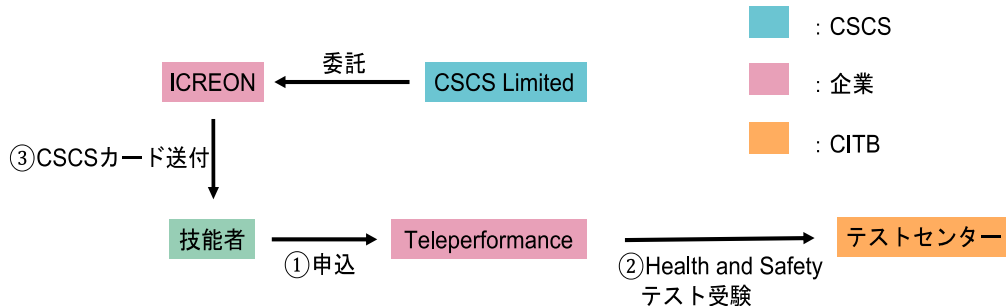 ICREON
委託
CSCS Limited
:CSCS
:企業
:CITB
③CSCSカード送付
技能者
①申込
Teleperformance
②Health and Safety
テスト受験
テストセンター